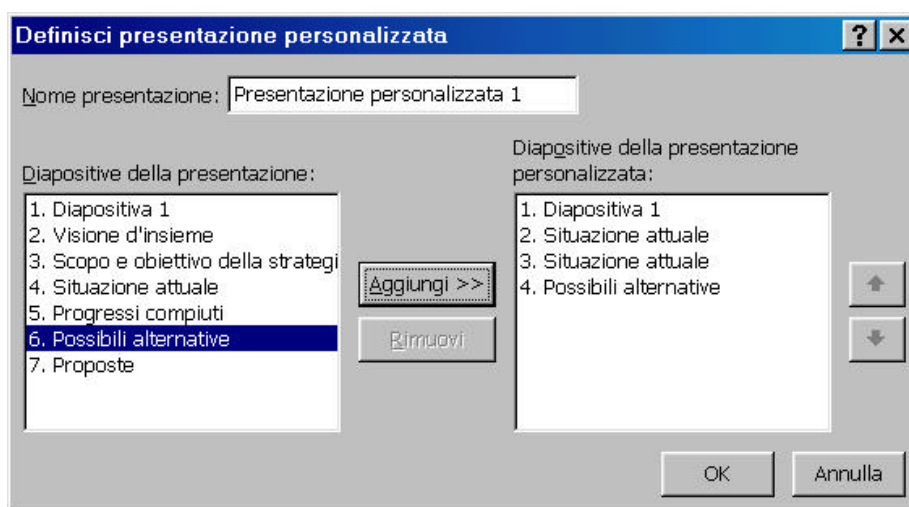 Definisci presentazione personalizzata
Nome presentazione: Presentazione personalizzata 1
Diapositive della presentazione:
1. Diapositiva 1
2. Visione d'insieme
3. Scopo e obiettivo della strategi
4. Situazione attuale
5. Progressi compiuti
6. Possibili alternative
7. Proposte
Aggiungi >>
Rimuovi
Diapositive della presentazione
personalizzata:
1. Diapositiva 1
2. Situazione attuale
3. Situazione attuale
4. Possibili alternative
OK
Annulla